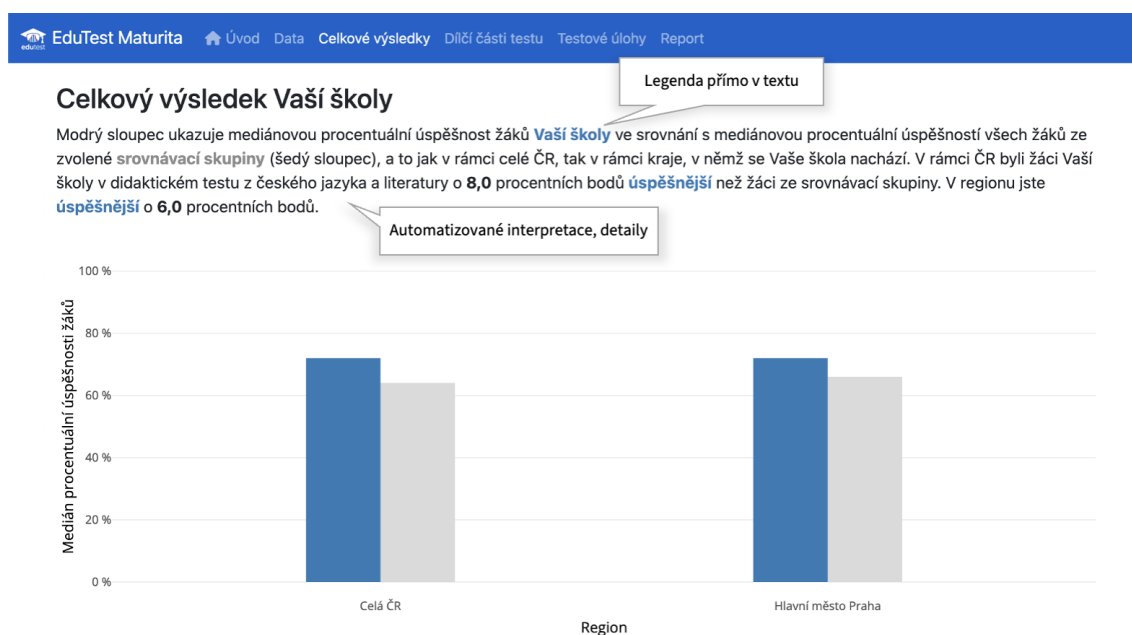 edutest
EduTest Maturita Úvod Data Celkové výsledky Dílčí části testu Testové úlohy Report
Legenda přímo v textu
Celkový výsledek Vaší školy
Modrý sloupec ukazuje mediánovou procentuální úspěšnost žáků Vaší školy ve srovnání s mediánovou procentuální úspěšností všech žáků ze
zvolené srovnávací skupiny (šedý sloupec), a to jak v rámci celé ČR, tak v rámci kraje, v němž se Vaše škola nachází. V rámci ČR byli žáci Vaší
školy v didaktickém testu z českého jazyka a literatury o 8,0 procentních bodů úspěšnější než žáci ze srovnávací skupiny. V regionu jste
úspěšnější o 6,0 procentních bodů.
Automatizované interpretace, detaily
100 %
80 %
60 %
40 %
20 %
0 %
Medián procentuální úspěšnosti žáků
Celá ČR
Hlavní město Praha
Region